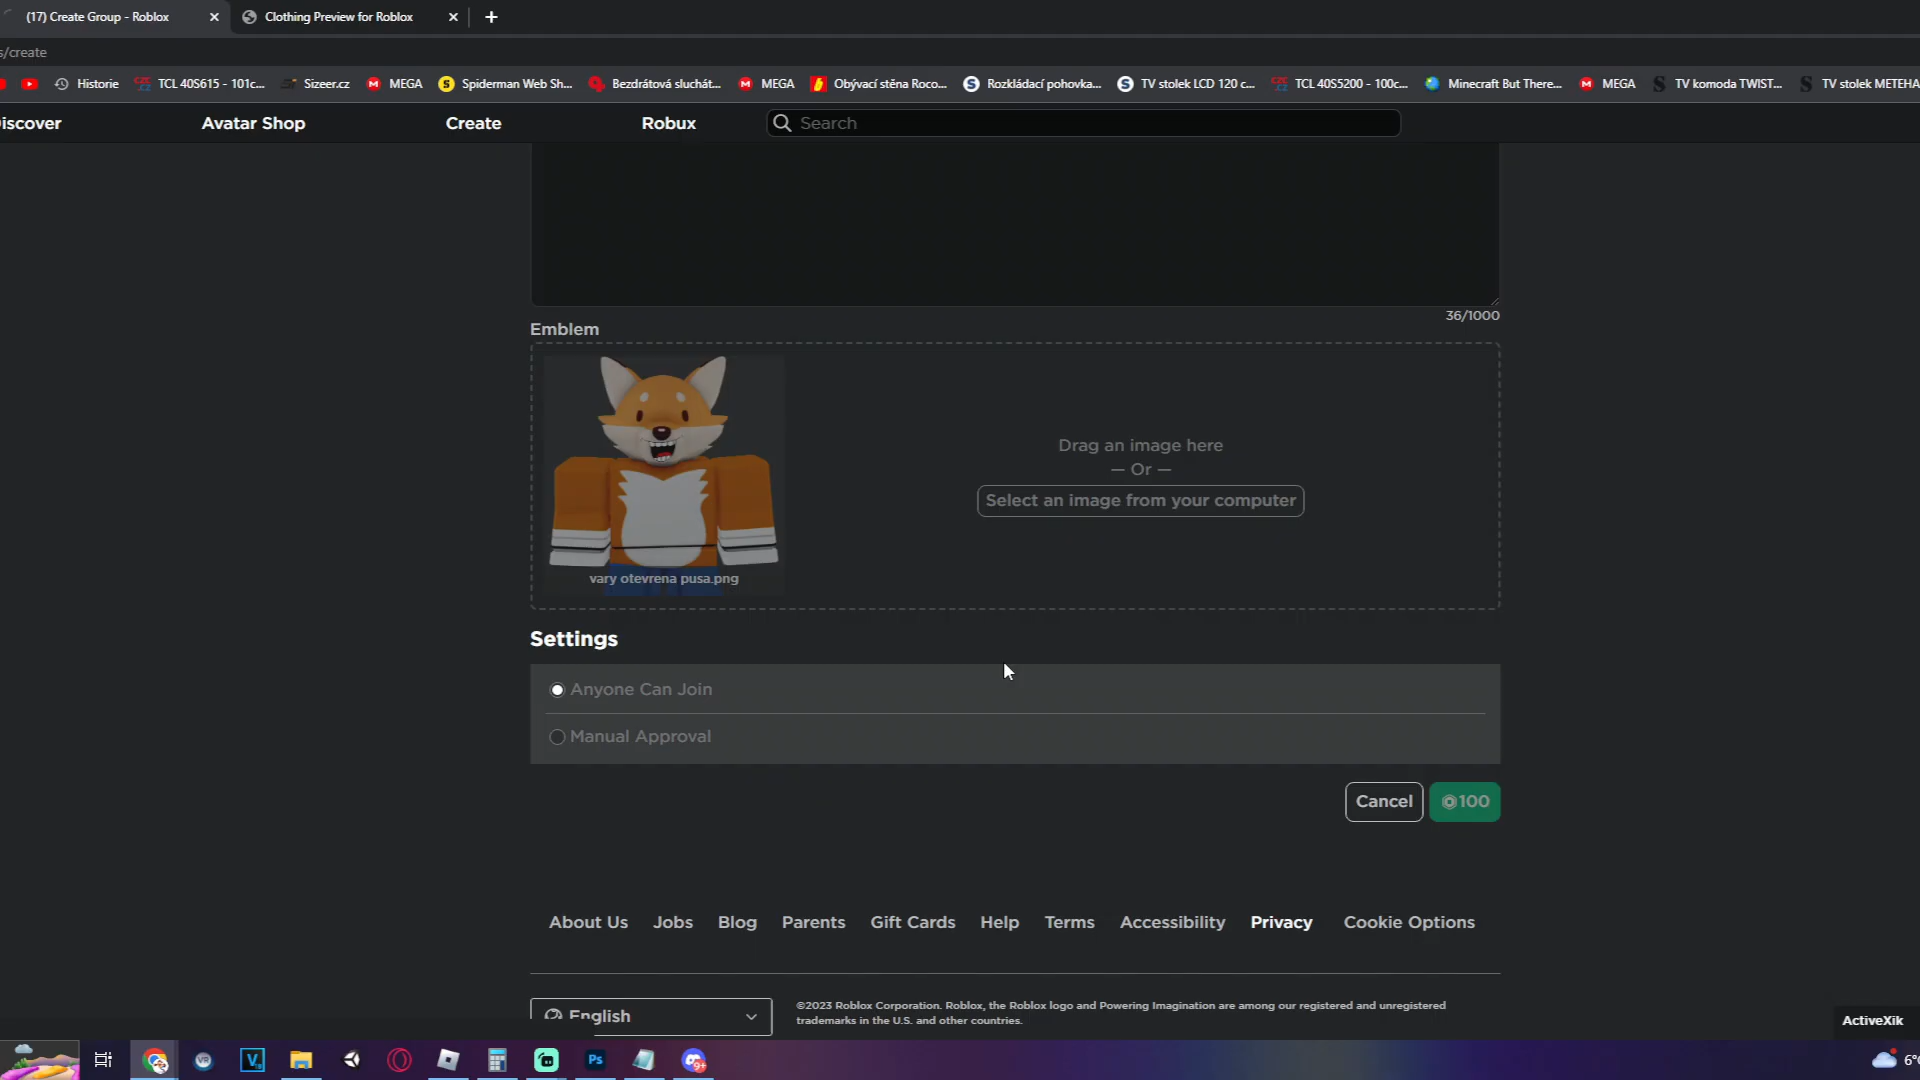 (17) Create Group - Roblox
Clothing Preview for Roblox
s/create
Historie
TCL 40S615 - 101c...
Sizeer.cz
MEGA
Spiderman Web Sh...
Bezdrátová sluchát...
MEGA
Obývací stěna Roco...
Rozkládací pohovka...
TV stolek LCD 120 c...
TCL 40S5200 - 100c...
Minecraft But There...
MEGA
TV komoda TWIST...
TV stolek METEHA
iscover
Avatar Shop
Create
Robux
Search
36/1000
Emblem
Drag an image here
— Or —
Select an image from your computer
vary otevrena pusa.png
Settings
Anyone Can Join
Manual Approval
Cancel
100
About Us
Jobs
Blog
Parents
Gift Cards
Help
Terms
Accessibility
Privacy
Cookie Options
English
©2023 Roblox Corporation. Roblox, the Roblox logo and Powering Imagination are among our registered and unregistered
trademarks in the U.S. and other countries.
ActiveXik
VR
V
Ps
9+
6°C